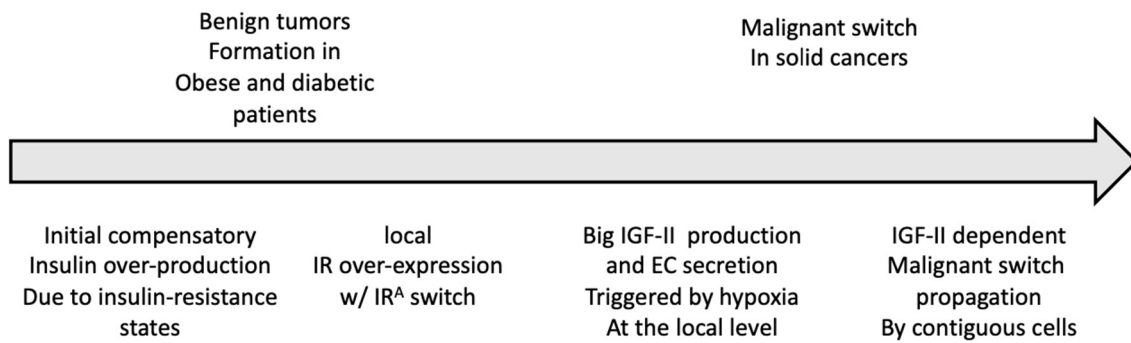 Benign tumors
Formation in
Obese and diabetic
patients
Malignant switch
In solid cancers
Initial compensatory
Insulin over-production
Due to insulin-resistance
states
local
IR over-expression
w/ IRᴬ switch
Big IGF-II production
and EC secretion
Triggered by hypoxia
At the local level
IGF-II dependent
Malignant switch
propagation
By contiguous cells